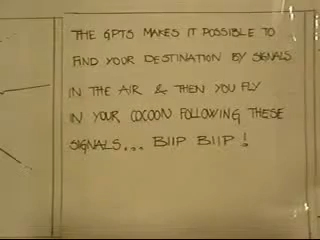 THE GPTS MAKES IT POSSIBLE TO
FIND YOUR DESTINATION BY SIGNALS
IN THE AIR & THEN YOU FLY
IN YOUR COCOON FOLLOWING THESE
SIGNALS... BIIP BIIP!